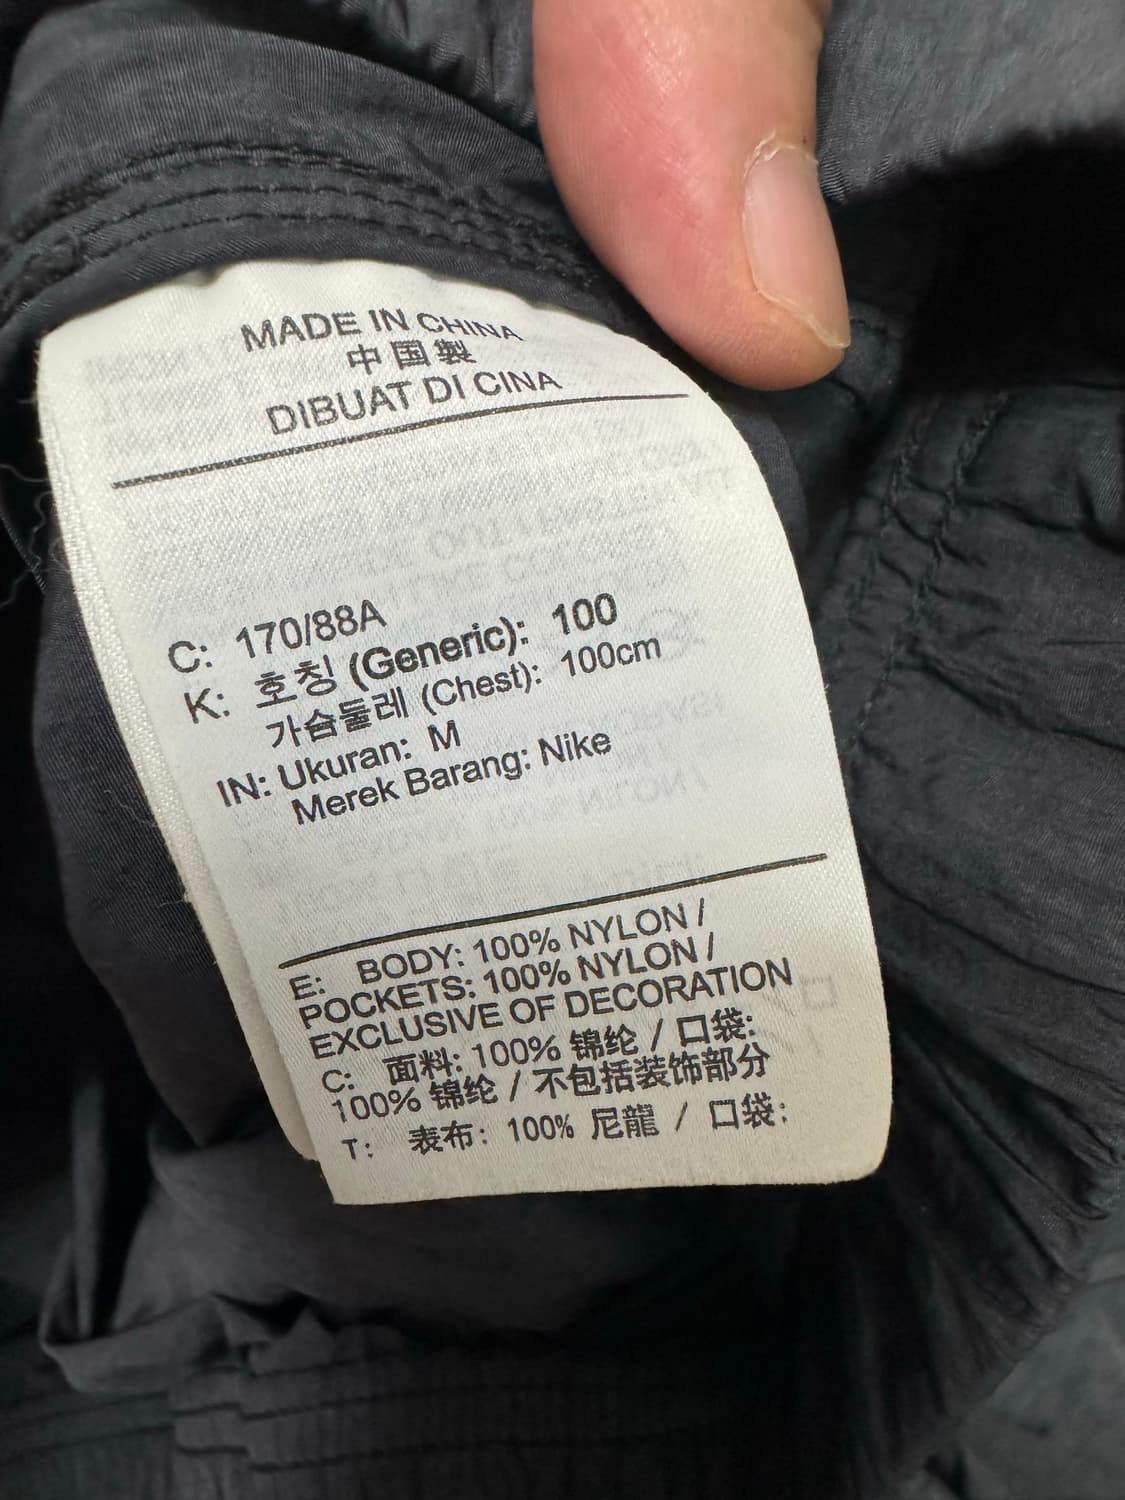 MADE IN CHINA
中国製
DIBUAT DI CINA
C: 170/88A
K: 호칭 (Generic): 100
가슴둘레 (Chest): 100cm
IN: Ukuran: M
Merek Barang: Nike
E: BODY: 100% NYLON /
POCKETS: 100% NYLON /
EXCLUSIVE OF DECORATION
C: 面料: 100% 锦纶 / 口袋:
100% 锦纶 / 不包括装饰部分
T: 表布: 100% 尼龍 / 口袋: